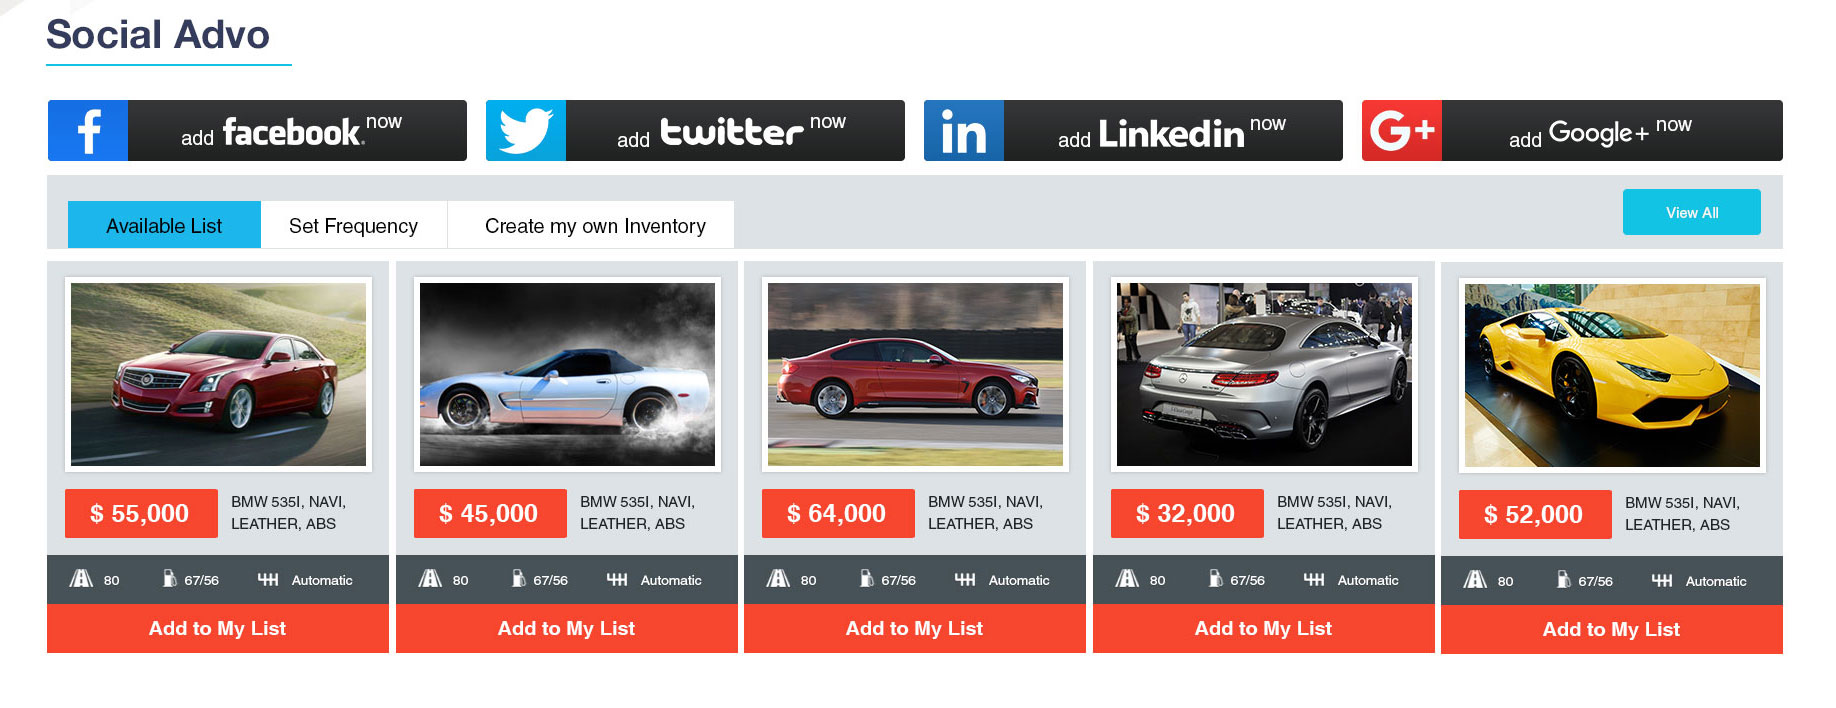 Social Advo
add facebook. now
add twitter now
add Linkedin now
add Google+ now
Available List
Set Frequency
Create my own Inventory
View All
$ 55,000
BMW 535I, NAVI,
LEATHER, ABS
80 67/56 Automatic
Add to My List
$ 45,000
BMW 535I, NAVI,
LEATHER, ABS
80 67/56 Automatic
Add to My List
$ 64,000
BMW 535I, NAVI,
LEATHER, ABS
80 67/56 Automatic
Add to My List
$ 32,000
BMW 535I, NAVI,
LEATHER, ABS
80 67/56 Automatic
Add to My List
$ 52,000
BMW 535I, NAVI,
LEATHER, ABS
80 67/56 Automatic
Add to My List